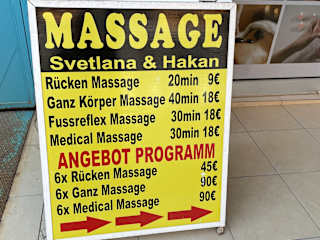 MASSAGE
Svetlana & Hakan
Rücken Massage 20min 9€
Ganz Körper Massage 40min 18€
Fussreflex Massage 30min 18€
Medical Massage 30min 18€
ANGEBOT PROGRAMM
6x Rücken Massage 45€
6x Ganz Massage 90€
6x Medical Massage 90€